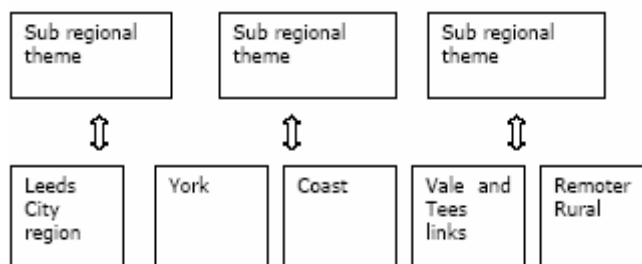 Sub regional
theme
Sub regional
theme
Sub regional
theme
Leeds
City
region
York
Coast
Vale and
Tees
links
Remoter
Rural